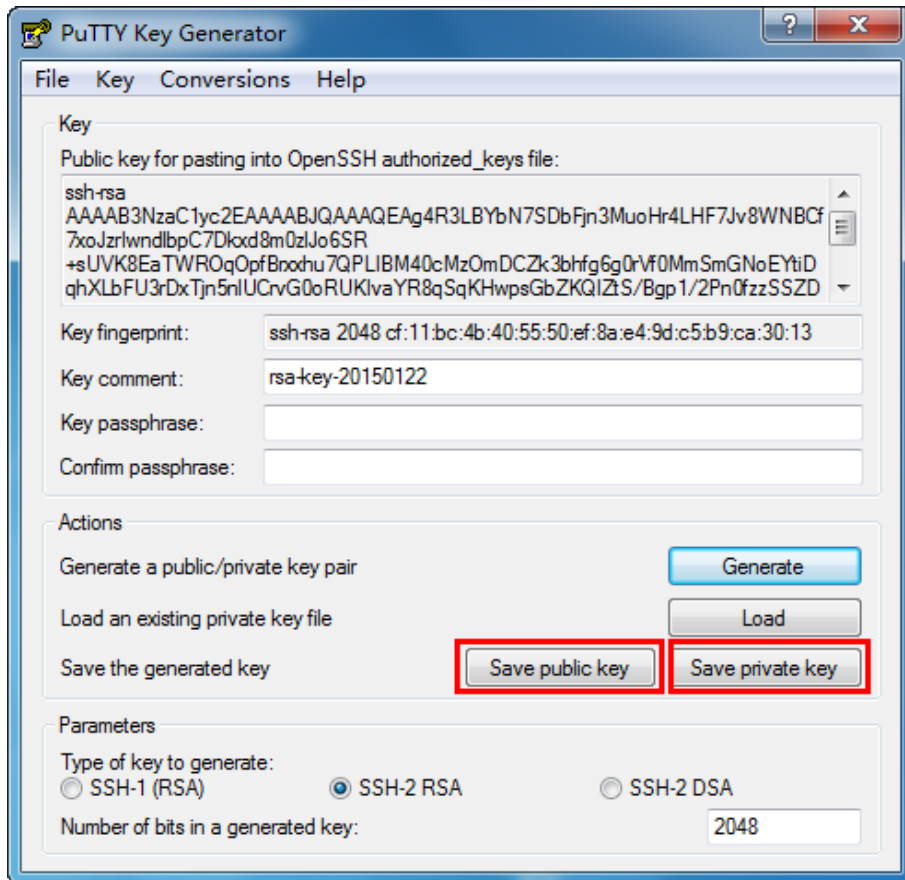 PuTTY Key Generator
File Key Conversions Help
Key
Public key for pasting into OpenSSH authorized_keys file:
ssh-rsa
AAAAB3NzaC1yc2EAAAABJQAAAQEAg4R3LBYbN7SDbFjn3MuoHr4LHF7Jv8WNBCf
7xoJzrlwndlbpC7Dkxd8m0zlJo6SR
+sUVK8EaTWROqOpfBrxxhu7QPLIBM40cMzOmDCZk3bhfg6g0rVf0MmSmGNoEYtiD
qhXLbFU3rDxTjn5nIUCrvG0oRUKIvaYR8qSqKHwpsGbZKQIZtS/Bgp1/2Pn0fzzSSZD
Key fingerprint: ssh-rsa 2048 cf:11:bc:4b:40:55:50:ef:8a:e4:9d:c5:b9:ca:30:13
Key comment: rsa-key-20150122
Key passphrase:
Confirm passphrase:
Actions
Generate a public/private key pair Generate
Load an existing private key file Load
Save the generated key Save public key Save private key
Parameters
Type of key to generate:
SSH-1 (RSA) SSH-2 RSA SSH-2 DSA
Number of bits in a generated key: 2048